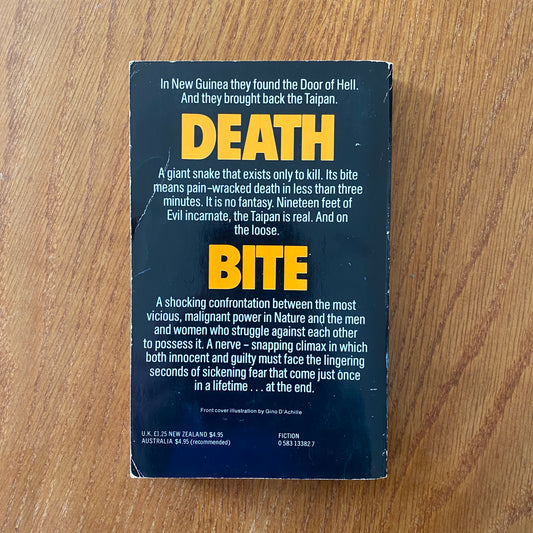 In New Guinea they found the Door of Hell.
And they brought back the Taipan.
DEATH
A giant snake that exists only to kill. Its bite
means pain-wracked death in less than three
minutes. It is no fantasy. Nineteen feet of
Evil incarnate, the Taipan is real. And on
the loose.
BITE
A shocking confrontation between the most
vicious, malignant power in Nature and the men
and women who struggle against each other
to possess it. A nerve – snapping climax in which
both innocent and guilty must face the lingering
seconds of sickening fear that come just once
in a lifetime . . . at the end.
Front cover illustration by Gino D'Achille
U.K. £1.25 NEW ZEALAND $4.95
AUSTRALIA $4.95 (recommended)
FICTION
0 583 13382 7